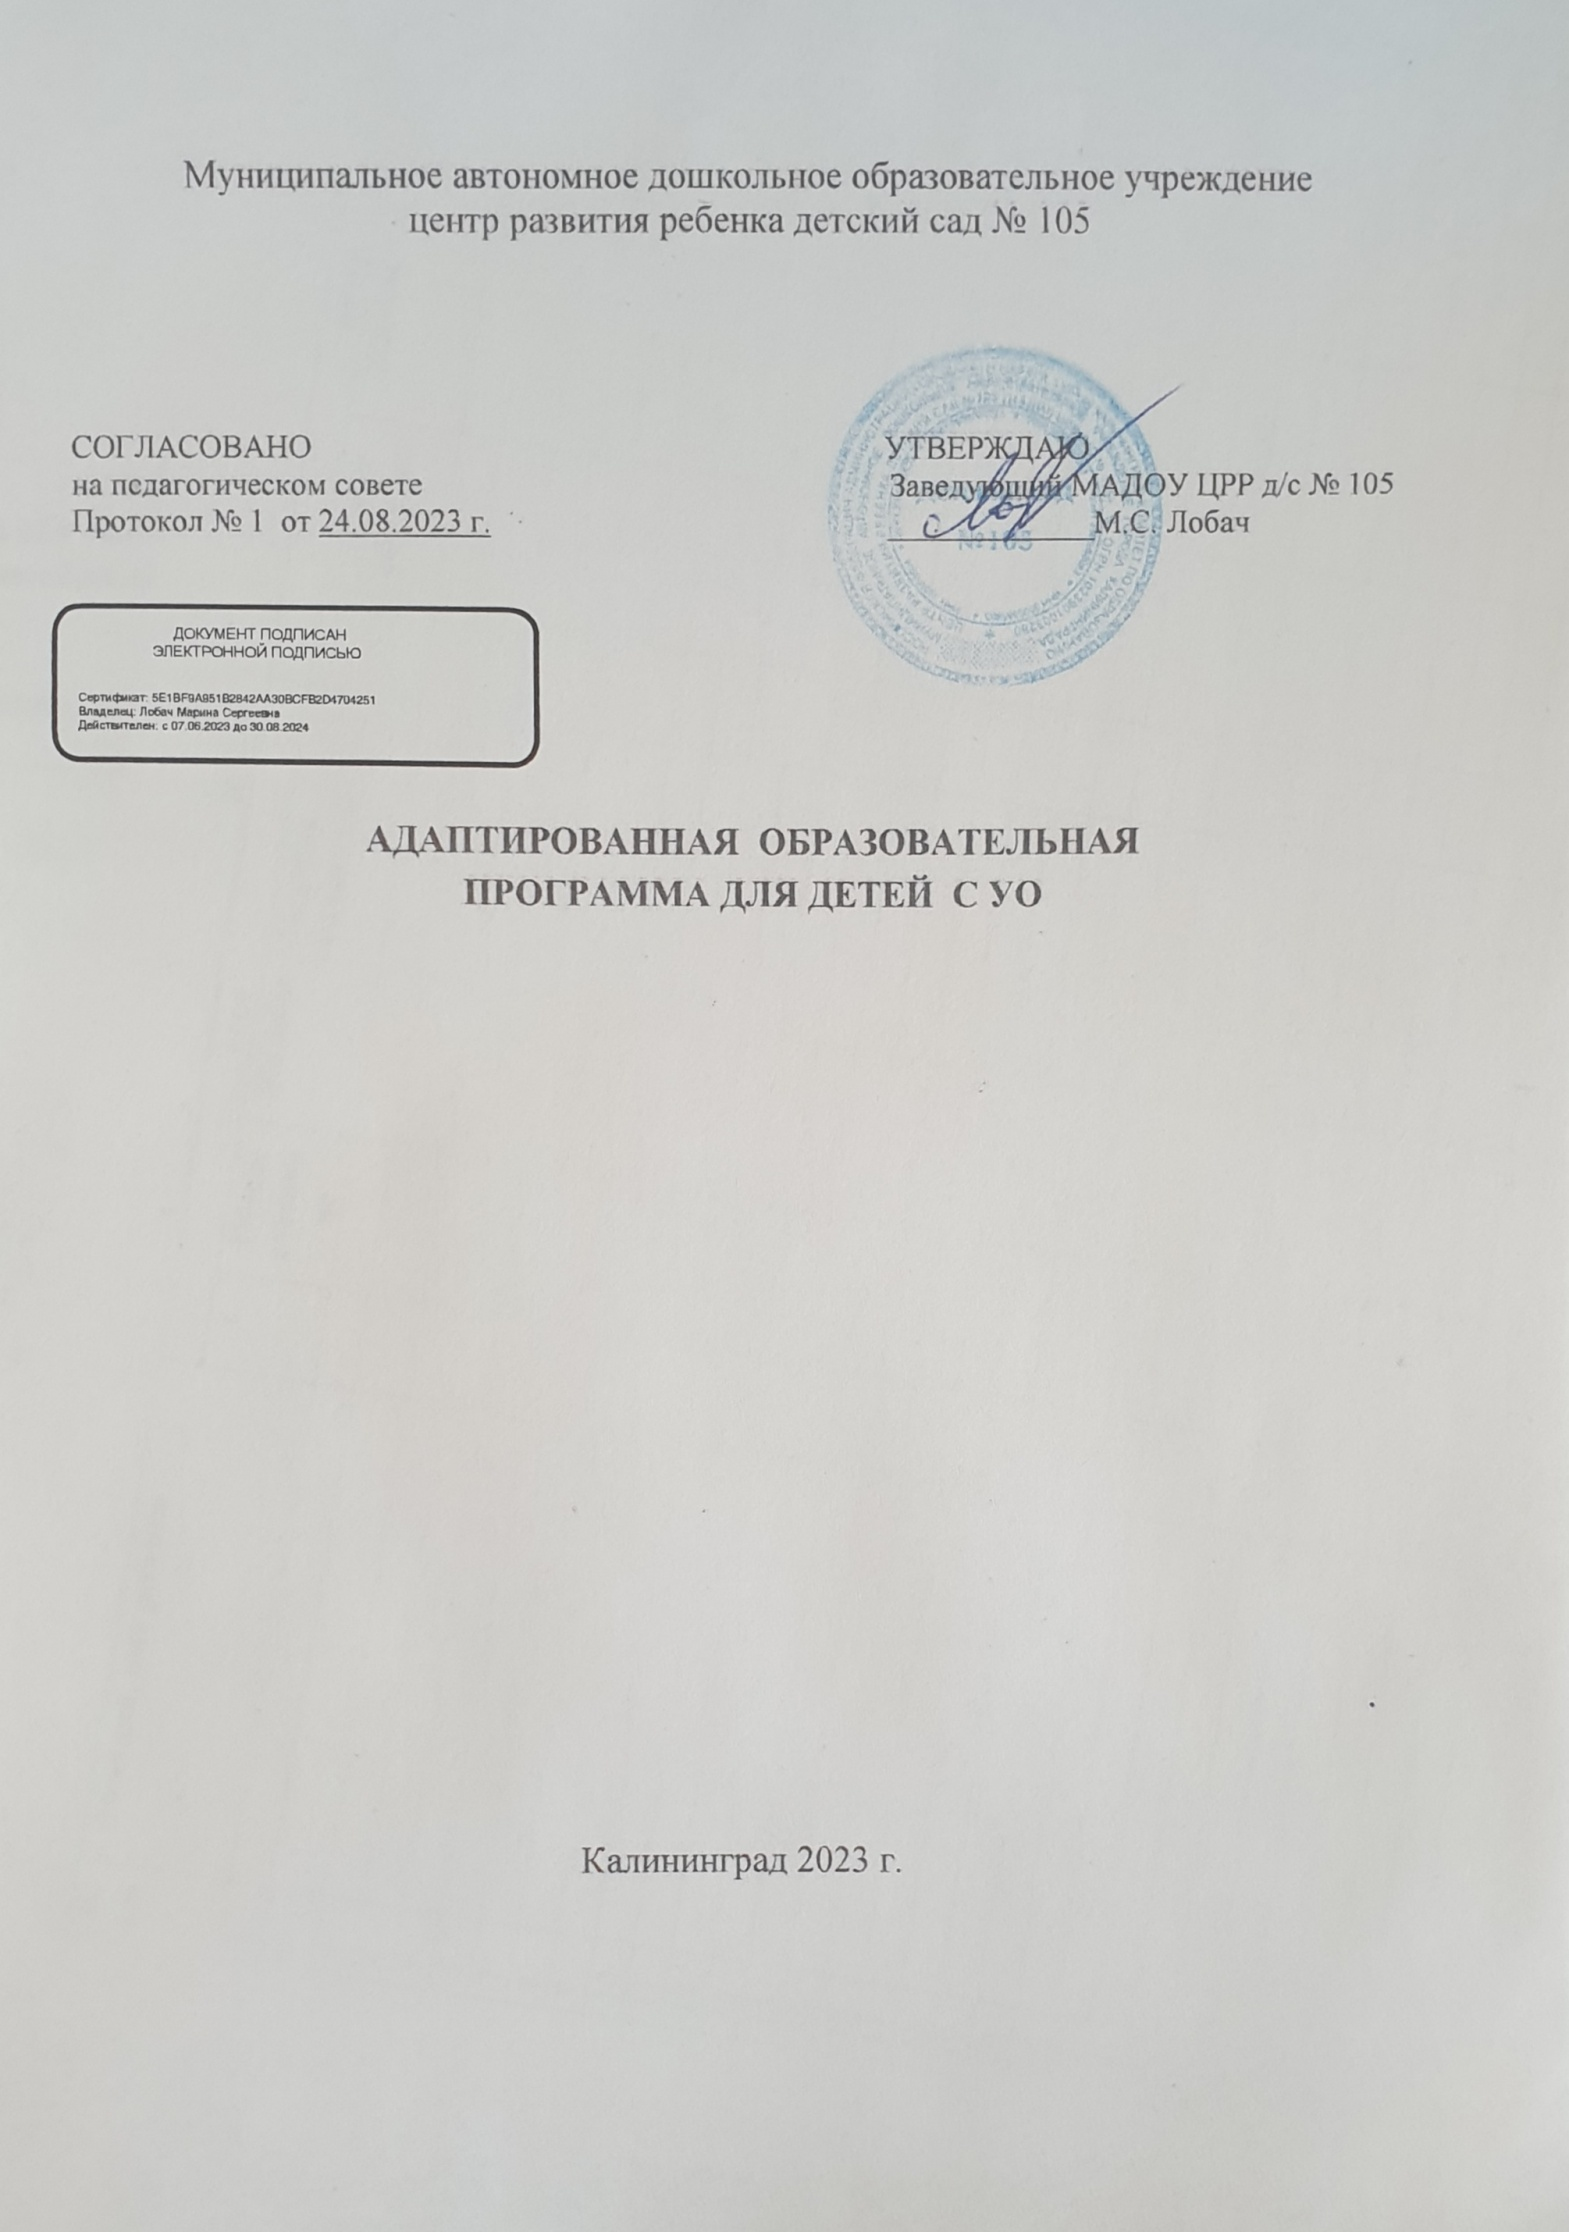 Муниципальное автономное дошкольное образовательное учреждение
центр развития ребенка детский сад № 105
СОГЛАСОВАНО
на педагогическом совете
Протокол № 1 от 24.08.2023 г.
УТВЕРЖДАЮ
Заведующий МАДОУ ЦРР д/с № 105
М.С. Лобач
ДОКУМЕНТ ПОДПИСАН
ЭЛЕКТРОННОЙ ПОДПИСЬЮ
Сертификат: 5E1BF9A951B2842AA30BCFB2D4704251
Владелец: Лобач Марина Сергеевна
Действителен: с 07.06.2023 до 30.08.2024
АДАПТИРОВАННАЯ ОБРАЗОВАТЕЛЬНАЯ
ПРОГРАММА ДЛЯ ДЕТЕЙ С УО
Калининград 2023 г.